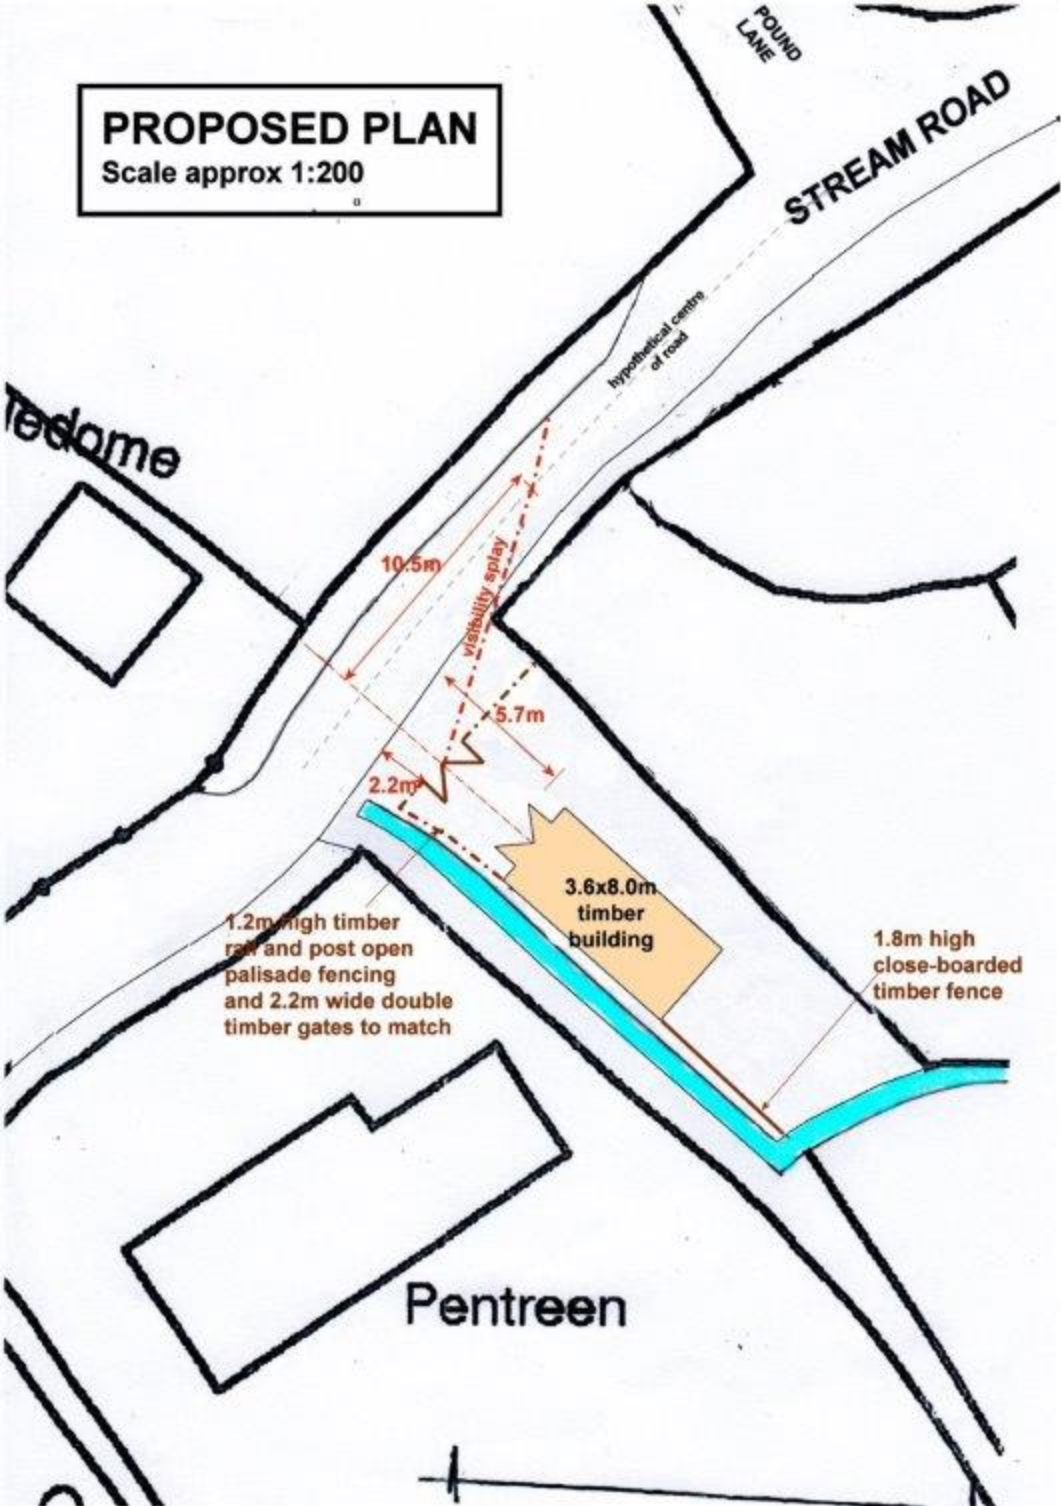 POUND
LANE
STREAM ROAD
PROPOSED PLAN
Scale approx 1:200
hypothetical centre
of road
edome
10.5m
visibility splay
5.7m
2.2m
3.6x8.0m
timber
building
1.2m high timber
rail and post open
palisade fencing
and 2.2m wide double
timber gates to match
1.8m high
close-boarded
timber fence
Pentreen